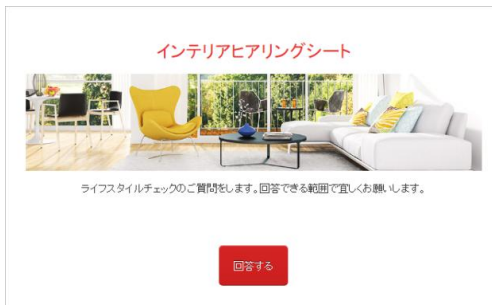 インテリアヒアリングシート
ライフスタイルチェックのご質問をします。回答できる範囲で宜しくお願いします。
回答する